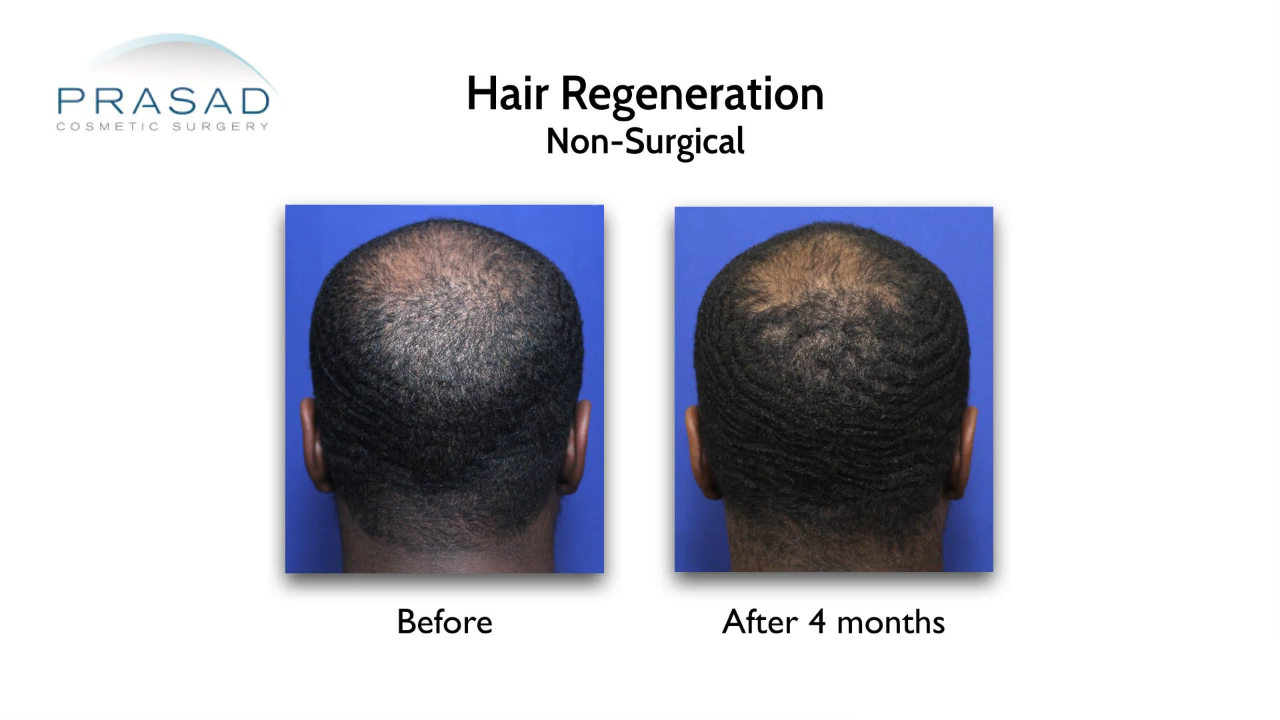 PRASAD
COSMETIC SURGERY
Hair Regeneration
Non-Surgical
Before
After 4 months